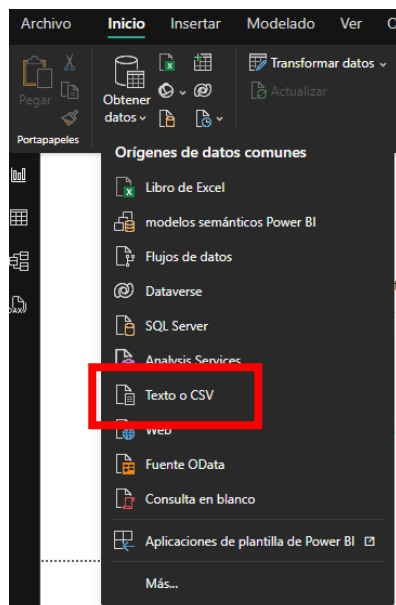 Archivo Inicio Insertar Modelado Ver
Pegar
Portapapeles
Obtener
datos
Transformar datos
Actualizar
Orígenes de datos comunes
Libro de Excel
modelos semánticos Power BI
Flujos de datos
Dataverse
SQL Server
Analysis Services
Texto o CSV
Web
Fuente OData
Consulta en blanco
Aplicaciones de plantilla de Power BI
Más...